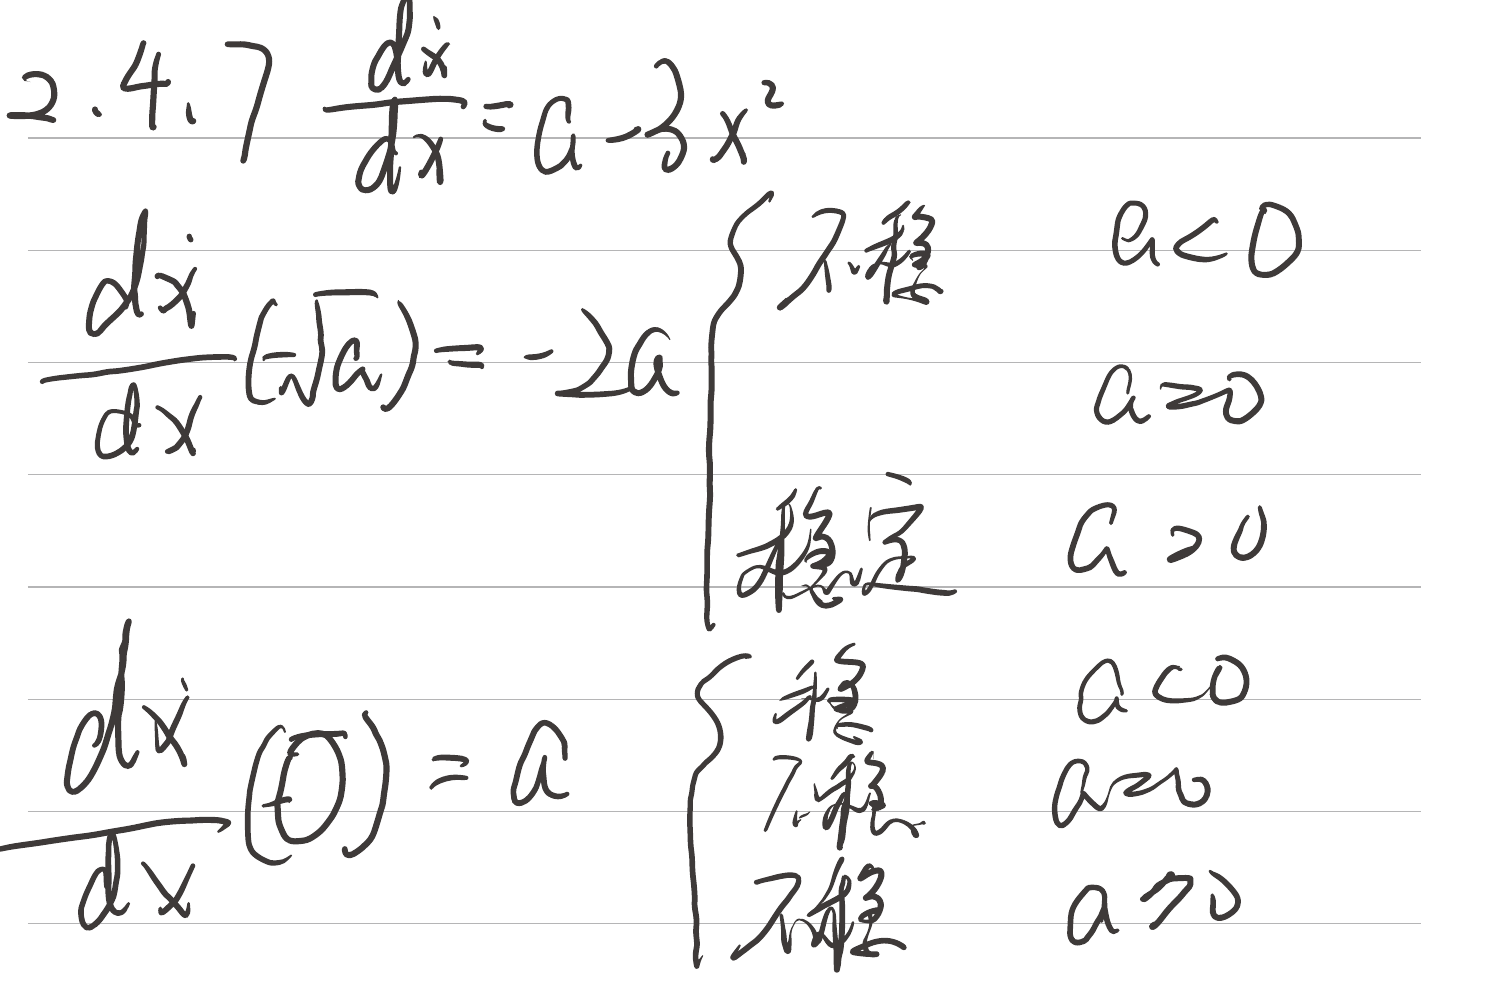 2.4.7 dẋ/dx = a - 3x²
dẋ/dx (-√a) = -2a { 不稳 a<0
a=0
稳定 a>0
dẋ/dx (0) = a { 稳 a<0
不稳 a=0
不稳 a>0